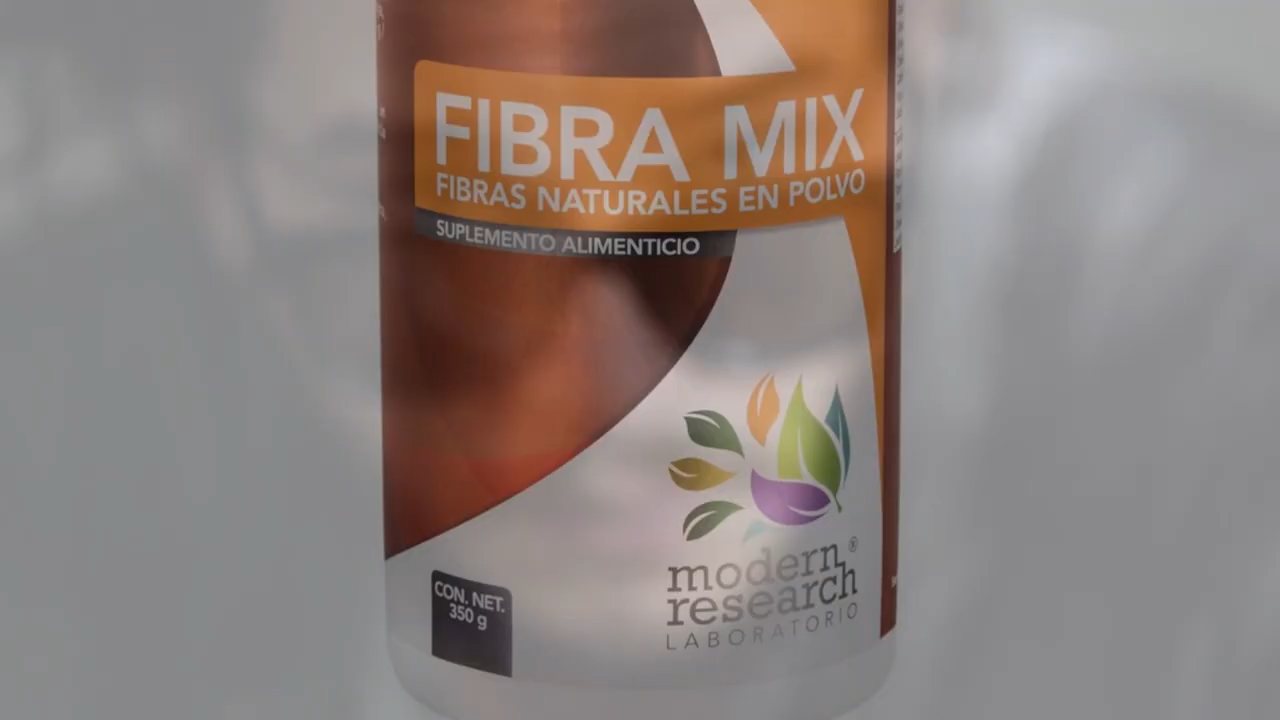 FIBRA MIX
FIBRAS NATURALES EN POLVO
SUPLEMENTO ALIMENTICIO
modern®
research
LABORATORIO
CON. NET.
350 g